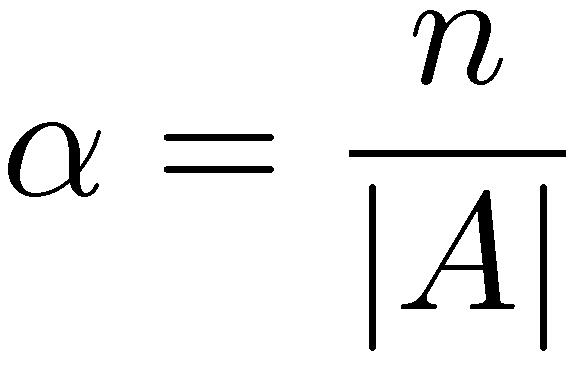 α = n / |A|